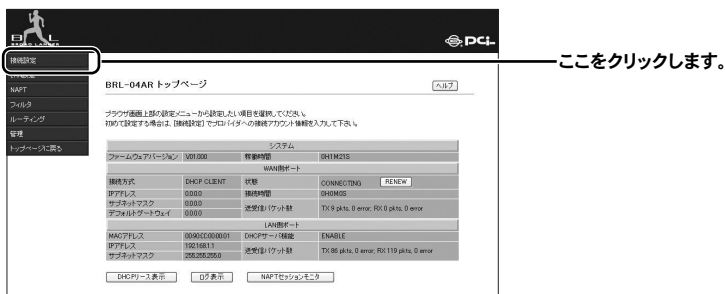 BRL
BROAD LANNER
PCi
接続設定
ここをクリックします。
NAPT
フィルタ
ルーティング
管理
トップページに戻る
BRL-04AR トップページ
ヘルプ
ブラウザ画面上部の設定メニューから設定したい項目を選択してください。
初めて設定する場合は、[接続設定]でプロバイダへの接続アカウント情報を入力して下さい。
システム
ファームウェアバージョン V01.000 稼働時間 0H1M21S
WAN側ポート
接続方式 DHCP CLIENT 状態 CONNECTING RENEW
IPアドレス 0.0.0.0 接続時間 0H0M0S
サブネットマスク 0.0.0.0 送受信パケット数 TX 9 pkts, 0 error; RX 0 pkts, 0 error
デフォルトゲートウェイ 0.0.0.0
LAN側ポート
MACアドレス 00:90:CC:00:00:01 DHCPサーバ機能 ENABLE
IPアドレス 192.168.1.1 送受信パケット数 TX 86 pkts, 0 error; RX 119 pkts, 0 error
サブネットマスク 255.255.255.0
DHCPリース表示 ログ表示 NAPTセッションモニタ